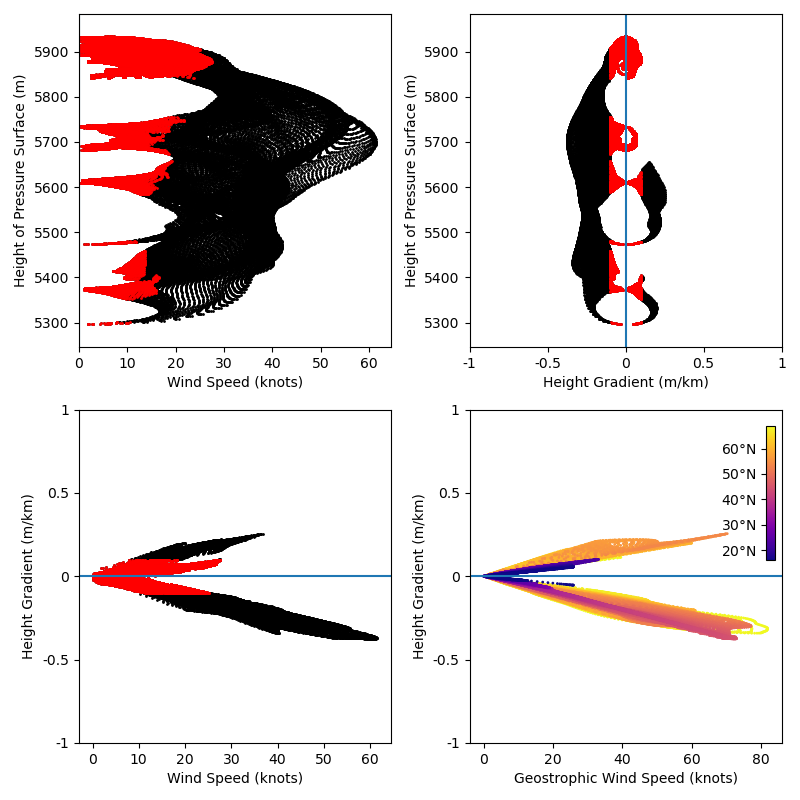 5900
5800
5700
5600
5500
5400
5300
Height of Pressure Surface (m)
0 10 20 30 40 50 60
Wind Speed (knots)
5900
5800
5700
5600
5500
5400
5300
Height of Pressure Surface (m)
-1 -0.5 0 0.5 1
Height Gradient (m/km)
1
0.5
0
-0.5
-1
Height Gradient (m/km)
0 10 20 30 40 50 60
Wind Speed (knots)
1
0.5
0
-0.5
-1
Height Gradient (m/km)
60°N
50°N
40°N
30°N
20°N
0 20 40 60 80
Geostrophic Wind Speed (knots)